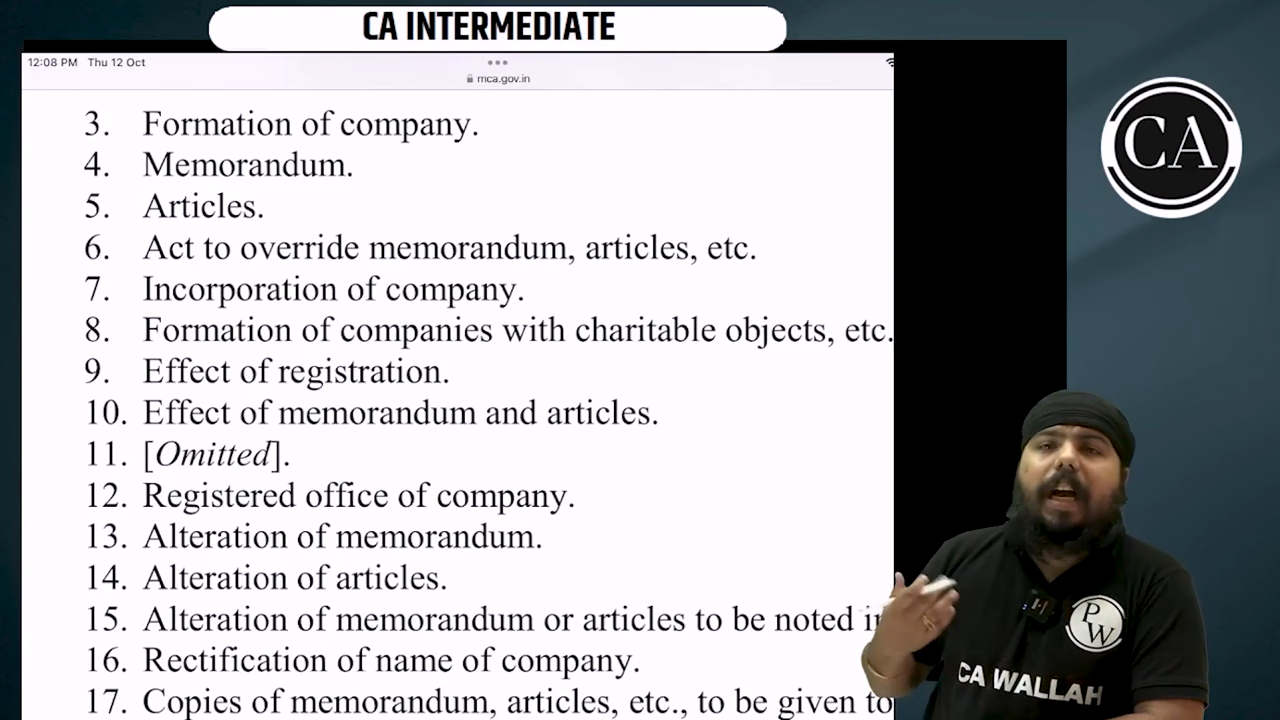 CA INTERMEDIATE
12:08 PM Thu 12 Oct
mca.gov.in
3. Formation of company.
4. Memorandum.
5. Articles.
6. Act to override memorandum, articles, etc.
7. Incorporation of company.
8. Formation of companies with charitable objects, etc.
9. Effect of registration.
10. Effect of memorandum and articles.
11. [Omitted].
12. Registered office of company.
13. Alteration of memorandum.
14. Alteration of articles.
15. Alteration of memorandum or articles to be noted
16. Rectification of name of company.
17. Copies of memorandum, articles, etc., to be given to
CA
PW
CA WALLAH